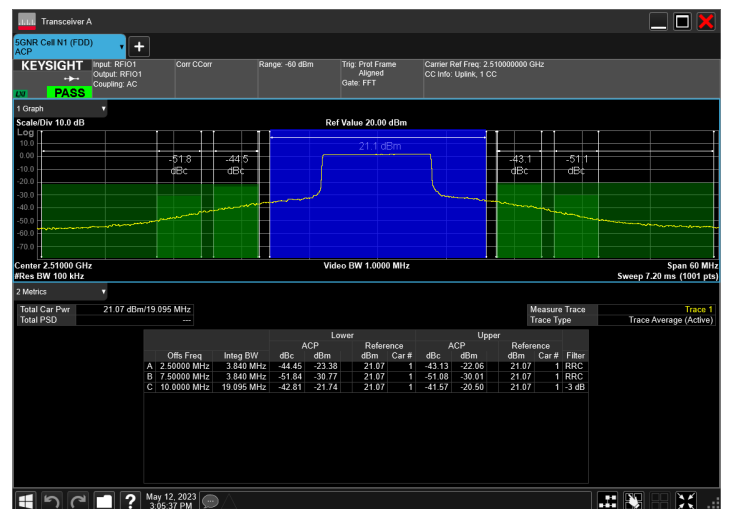 Transceiver A
5GNR Cell N1 (FDD)
ACP
KEYSIGHT
Input: RFIO1
Output: RFIO1
Coupling: AC
Corr CCorr
Range: -60 dBm
Trig: Prot Frame
Aligned
Gate: FFT
Carrier Ref Freq: 2.510000000 GHz
CC Info: Uplink, 1 CC
LXI PASS
1 Graph
Scale/Div 10.0 dB Ref Value 20.00 dBm
Log
10.0
0.00
-10.0
-20.0
-30.0
-40.0
-50.0
-60.0
-70.0
-51.8
dBc
-44.5
dBc
21.1 dBm
-43.1
dBc
-51.1
dBc
Center 2.51000 GHz Video BW 1.0000 MHz Span 60 MHz
#Res BW 100 kHz Sweep 7.20 ms (1001 pts)
2 Metrics
Total Car Pwr 21.07 dBm/19.095 MHz Measure Trace Trace 1
Total PSD --- Trace Type Trace Average (Active)
Lower Upper
ACP Reference ACP Reference
Offs Freq Integ BW dBc dBm dBm Car # dBc dBm dBm Car # Filter
A 2.50000 MHz 3.840 MHz -44.45 -23.38 21.07 1 -43.13 -22.06 21.07 1 RRC
B 7.50000 MHz 3.840 MHz -51.84 -30.77 21.07 1 -51.08 -30.01 21.07 1 RRC
C 10.0000 MHz 19.095 MHz -42.81 -21.74 21.07 1 -41.57 -20.50 21.07 1 -3 dB
May 12, 2023
3:05:37 PM